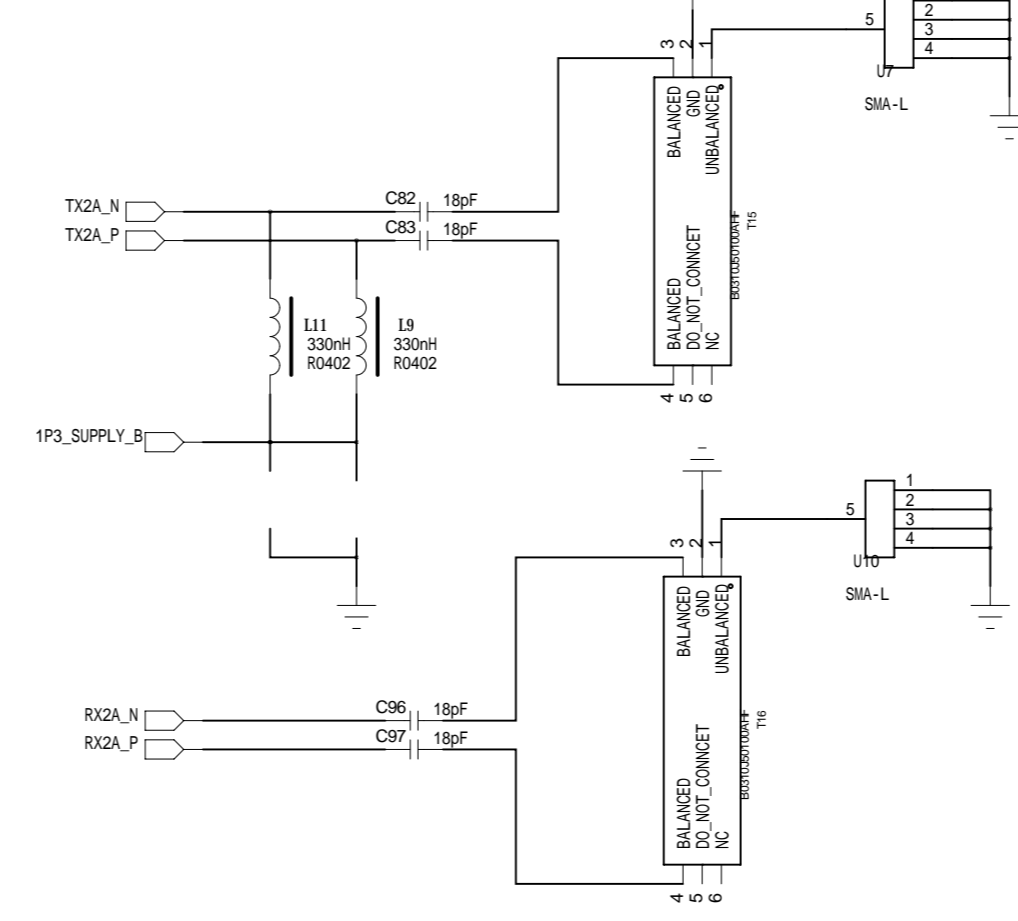 2
3
4
5
U7
SMA-L
3
2
1
BALANCED
GND
UNBALANCED
TX2A_N
C82
18pF
TX2A_P
C83
18pF
T15
BALANCED
DO_NOT_CONNCET
NC
L11
330nH
R0402
L9
330nH
R0402
4
5
6
1P3_SUPPLY_B
1
2
3
4
5
U10
SMA-L
3
2
1
BALANCED
GND
UNBALANCED
RX2A_N
C96
18pF
RX2A_P
C97
18pF
T16
BALANCED
DO_NOT_CONNCET
NC
4
5
6